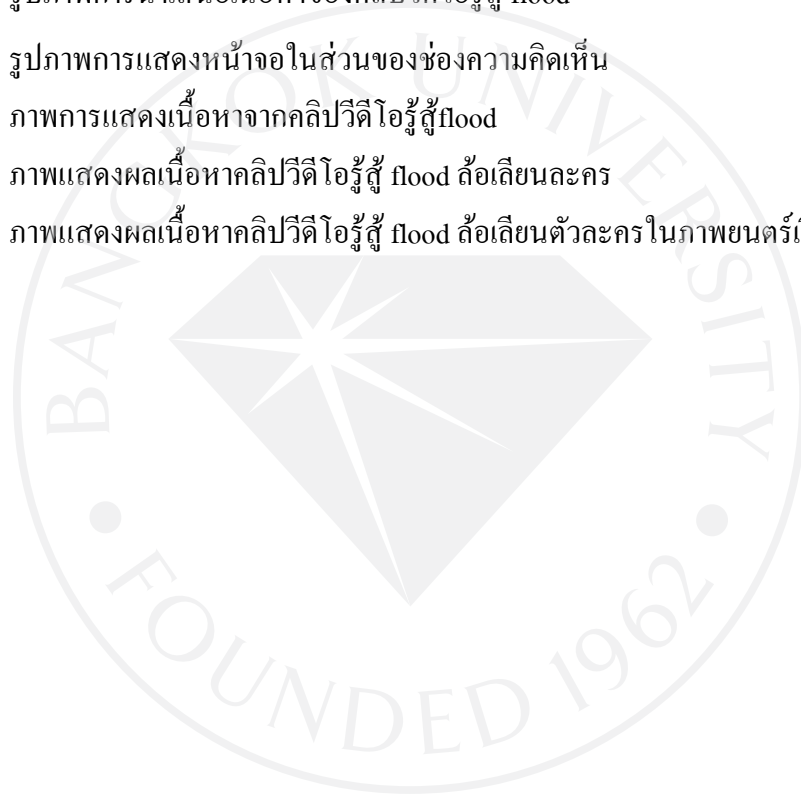 รูปภาพการแสดงหน้าจอในส่วนของช่องความคิดเห็น
ภาพการแสดงเนื้อหาจากคลิปวีดีโอรู้สู้flood
ภาพแสดงผลเนื้อหาคลิปวีดีโอรู้สู้ flood ล้อเลียนละคร
ภาพแสดงผลเนื้อหาคลิปวีดีโอรู้สู้ flood ล้อเลียนตัวละครในภาพยนตร์
BANGKOK UNIVERSITY
FOUNDED 1962